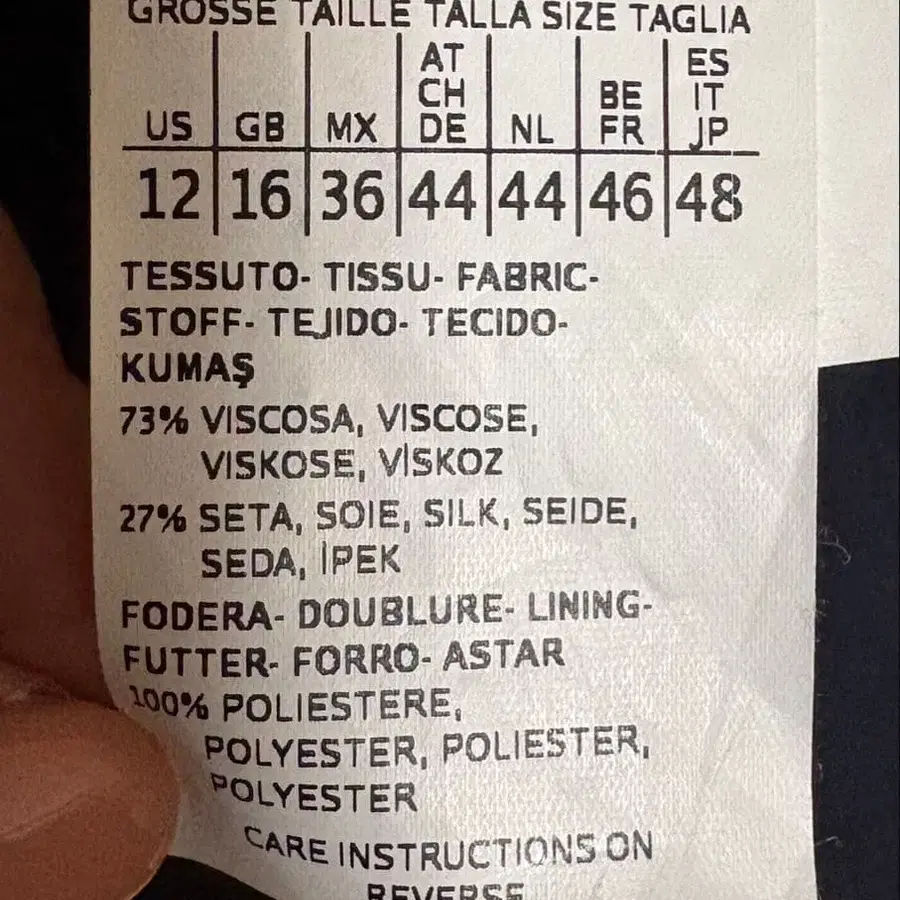 GROSSE TAILLE TALLA SIZE TAGLIA
US GB MX AT CH DE NL BE FR ES IT JP
12 16 36 44 44 46 48
TESSUTO- TISSU- FABRIC-
STOFF- TEJIDO- TECIDO-
KUMAŞ
73% VISCOSA, VISCOSE,
VISKOSE, VİSKOZ
27% SETA, SOIE, SILK, SEIDE,
SEDA, İPEK
FODERA- DOUBLURE- LINING-
FUTTER- FORRO- ASTAR
100% POLIESTERE,
POLYESTER, POLIESTER,
POLYESTER
CARE INSTRUCTIONS ON
REVERSE